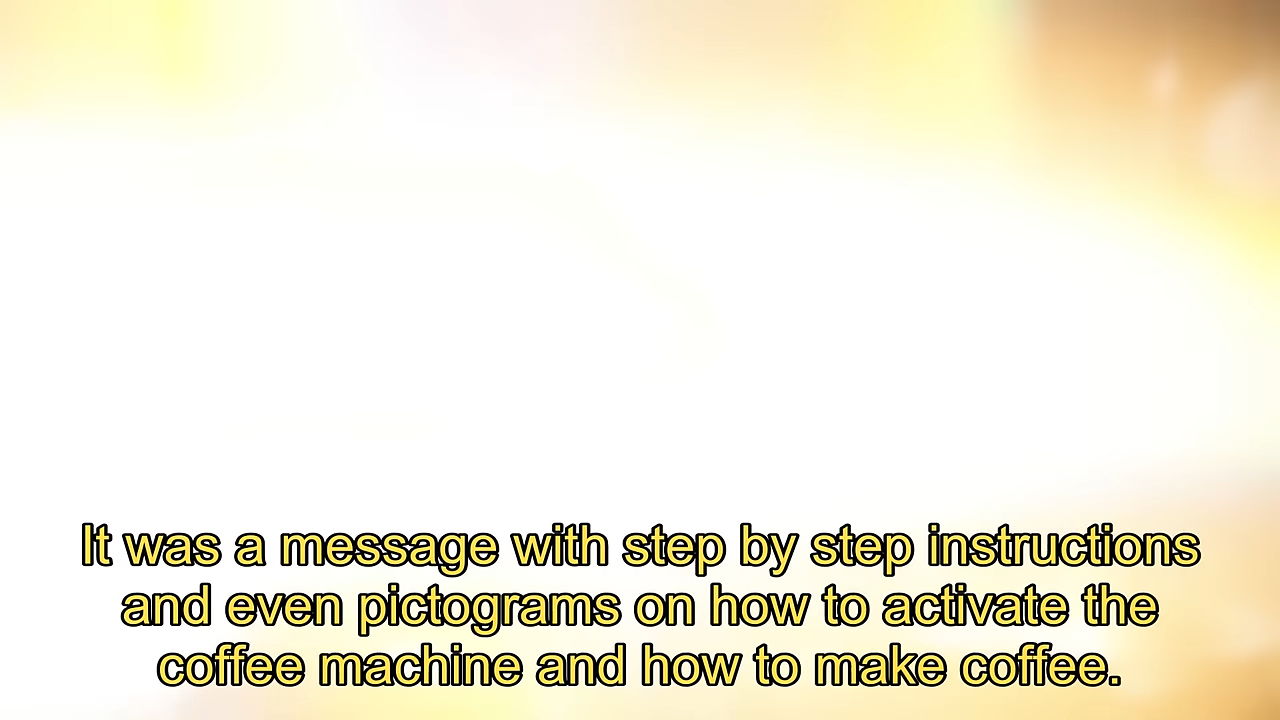 It was a message with step by step instructions
and even pictograms on how to activate the
coffee machine and how to make coffee.